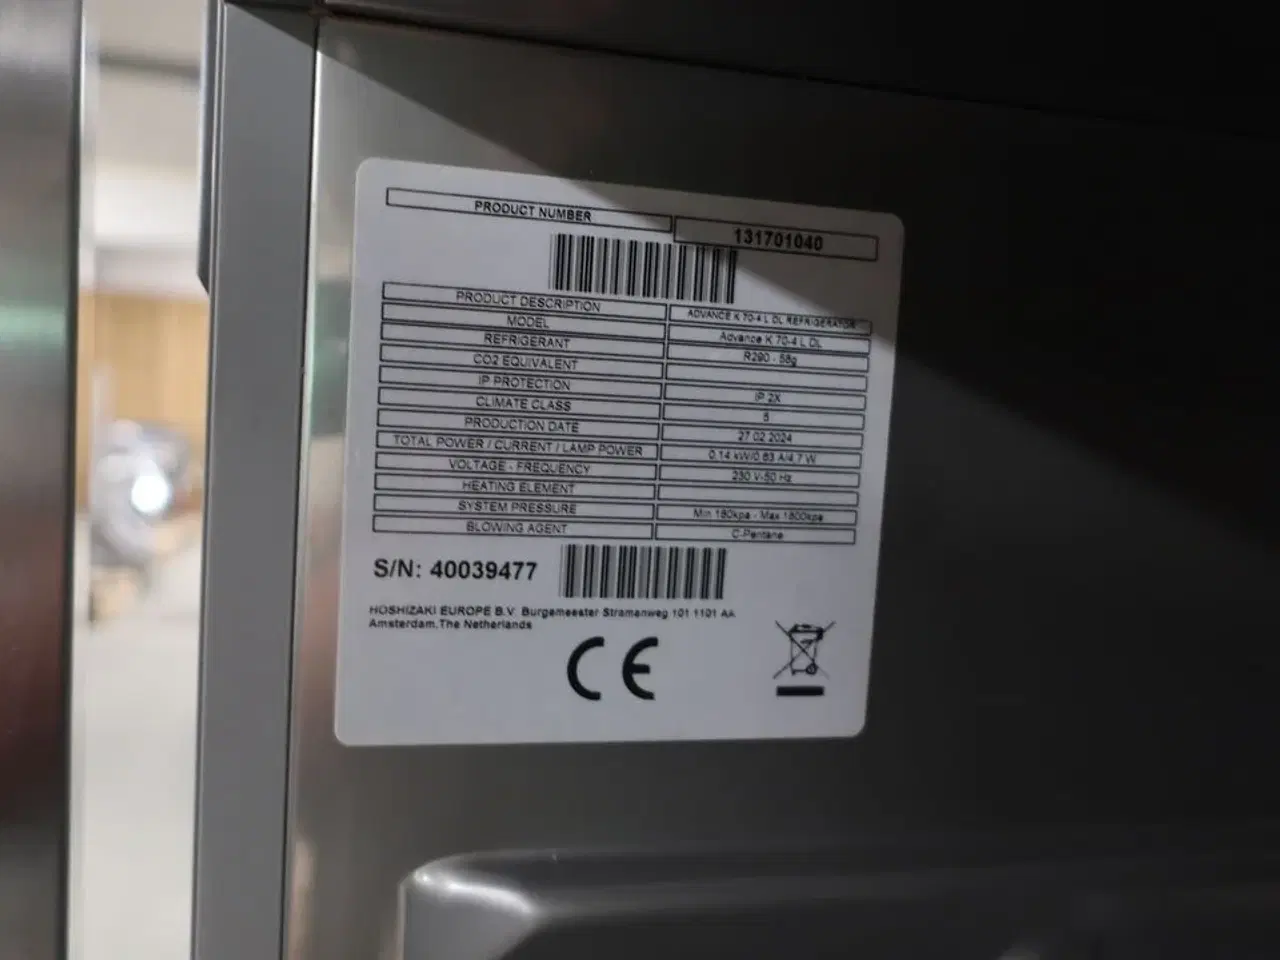 PRODUCT NUMBER 131701040
PRODUCT DESCRIPTION ADVANCE K 70-4 L DL REFRIGERATOR
MODEL Advance K 70-4 L DL
REFRIGERANT R290 - 58g
CO2 EQUIVALENT
IP PROTECTION IP 2X
CLIMATE CLASS 5
PRODUCTION DATE 27.02.2024
TOTAL POWER / CURRENT / LAMP POWER 0.14 kW/0.83 A/4.7 W
VOLTAGE - FREQUENCY 230 V-50 Hz
HEATING ELEMENT
SYSTEM PRESSURE Min 180kpa - Max 1800kpa
BLOWING AGENT C-Pentane
S/N: 40039477
HOSHIZAKI EUROPE B.V. Burgemeester Stramanweg 101 1101 AA
Amsterdam,The Netherlands
CE